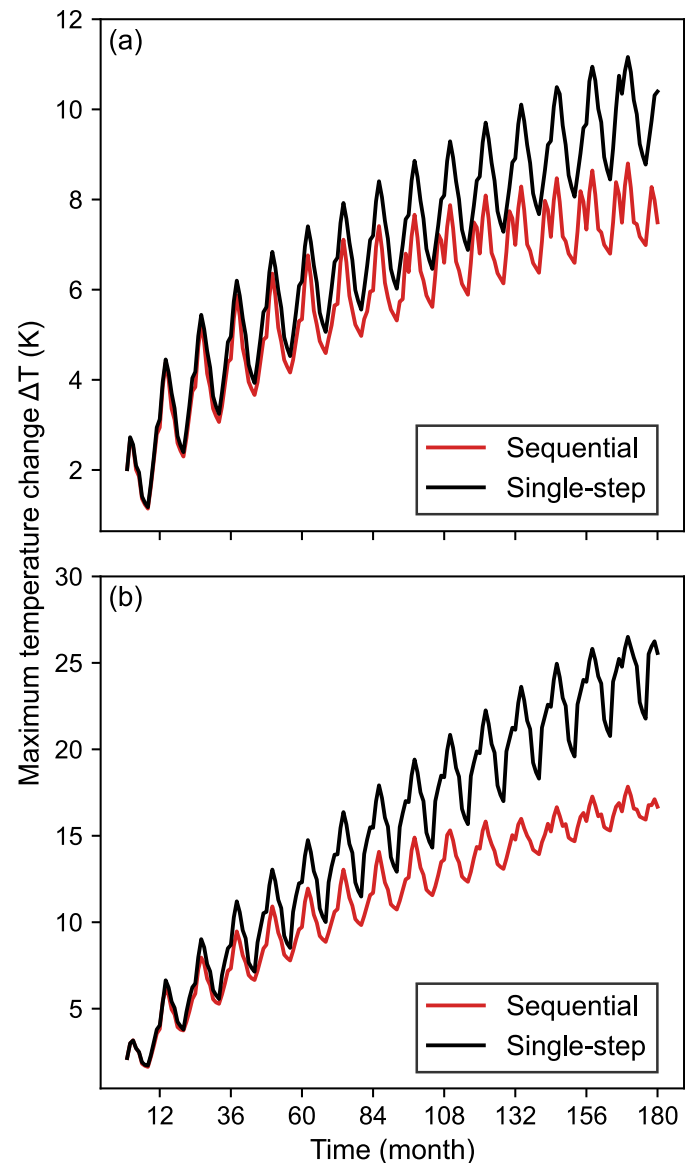 12
(a)
10
8
6
4
2
Sequential
Single-step
Maximum temperature change ΔT (K)
30
(b)
25
20
15
10
5
Sequential
Single-step
12 36 60 84 108 132 156 180
Time (month)